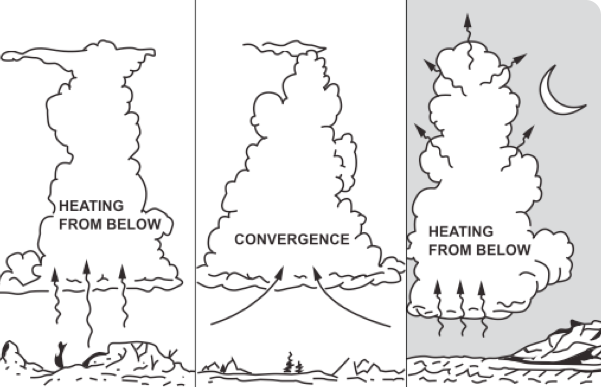 HEATING
FROM BELOW
CONVERGENCE
HEATING
FROM BELOW